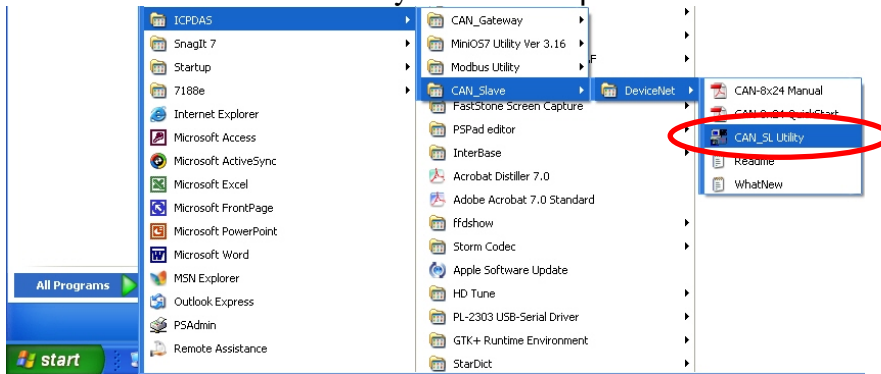 ICPDAS
SnagIt 7
Startup
7188e
Internet Explorer
Microsoft Access
Microsoft ActiveSync
Microsoft Excel
Microsoft FrontPage
Microsoft PowerPoint
Microsoft Word
MSN Explorer
Outlook Express
PSAdmin
Remote Assistance
CAN_Gateway
MiniOS7 Utility Ver 3.16
Modbus Utility
CAN_Slave
FastStone Screen Capture
PSPad editor
InterBase
Acrobat Distiller 7.0
Adobe Acrobat 7.0 Standard
ffdshow
Storm Codec
Apple Software Update
HD Tune
PL-2303 USB-Serial Driver
GTK+ Runtime Environment
StarDict
DeviceNet
CAN-8x24 Manual
CAN-8x24 QuickStart
CAN_SL Utility
Readme
WhatNew
All Programs
start